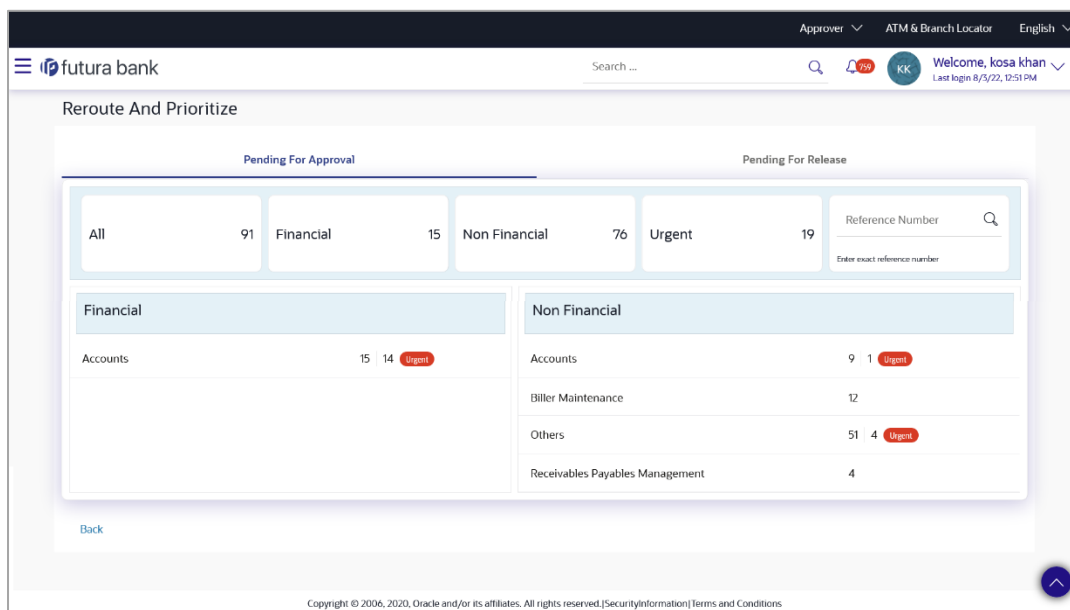 Approver ATM & Branch Locator English
futura bank Search ... 759 KK Welcome, kosa khan
Last login 8/3/22, 12:51 PM
Reroute And Prioritize
Pending For Approval Pending For Release
All 91 Financial 15 Non Financial 76 Urgent 19 Reference Number
Enter exact reference number
Financial Non Financial
Accounts 15 14 Urgent Accounts 9 1 Urgent
Biller Maintenance 12
Others 51 4 Urgent
Receivables Payables Management 4
Back
Copyright © 2006, 2020, Oracle and/or its affiliates. All rights reserved.|SecurityInformation|Terms and Conditions